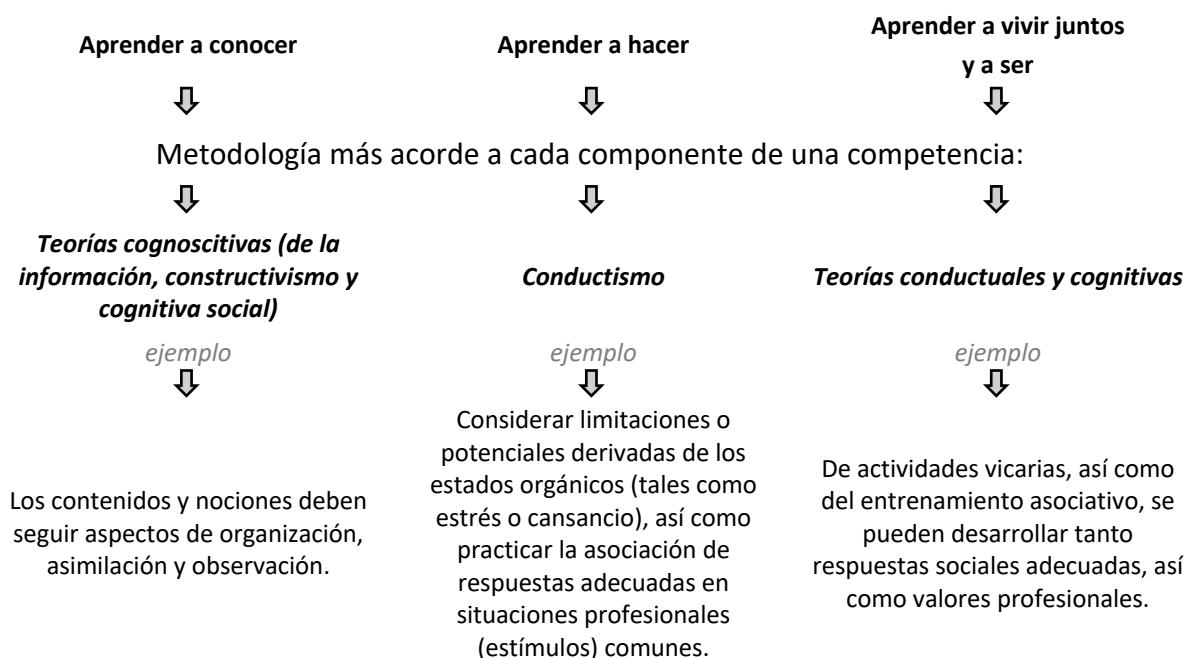 Aprender a conocer
Aprender a hacer
Aprender a vivir juntos
y a ser
Metodología más acorde a cada componente de una competencia:
Teorías cognoscitivas (de la
información, constructivismo y
cognitiva social)
Conductismo
Teorías conductuales y cognitivas
ejemplo
ejemplo
ejemplo
Los contenidos y nociones deben
seguir aspectos de organización,
asimilación y observación.
Considerar limitaciones o
potenciales derivadas de los
estados orgánicos (tales como
estrés o cansancio), así como
practicar la asociación de
respuestas adecuadas en
situaciones profesionales
(estímulos) comunes.
De actividades vicarias, así como
del entrenamiento asociativo, se
pueden desarrollar tanto
respuestas sociales adecuadas, así
como valores profesionales.